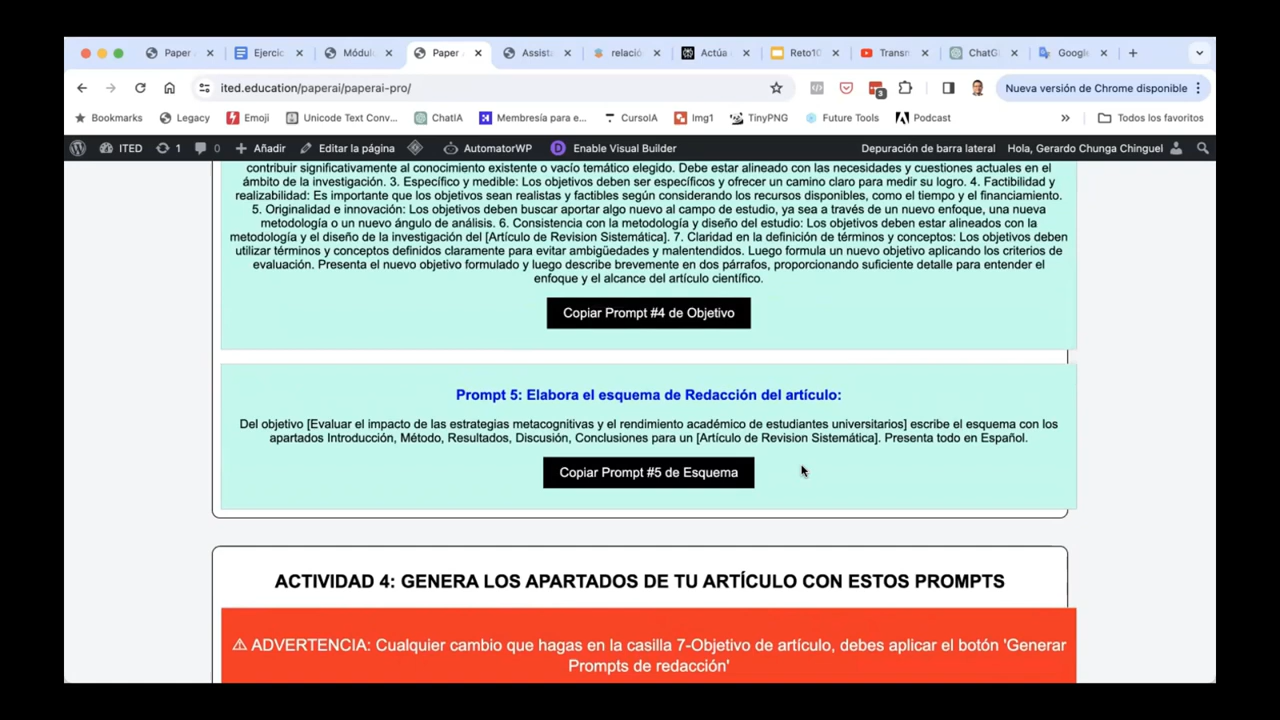 Paper
Ejercic
Módul
Paper
Assist
relació
Actúa
Reto10
Transm
ChatG
Google
ited.education/paperai/paperai-pro/
3
Nueva versión de Chrome disponible
Bookmarks
Legacy
Emoji
Unicode Text Conv...
ChatIA
Membresía para e...
CursoIA
Img1
TinyPNG
Future Tools
Podcast
»
Todos los favoritos
ITED
1
0
Añadir
Editar la página
AutomatorWP
Enable Visual Builder
Depuración de barra lateral
Hola, Gerardo Chunga Chinguel
contribuir significativamente al conocimiento existente o vacío temático elegido. Debe estar alineado con las necesidades y cuestiones actuales en el
ámbito de la investigación. 3. Específico y medible: Los objetivos deben ser específicos y ofrecer un camino claro para medir su logro. 4. Factibilidad y
realizabilidad: Es importante que los objetivos sean realistas y factibles según considerando los recursos disponibles, como el tiempo y el financiamiento.
5. Originalidad e innovación: Los objetivos deben buscar aportar algo nuevo al campo de estudio, ya sea a través de un nuevo enfoque, una nueva
metodología o un nuevo ángulo de análisis. 6. Consistencia con la metodología y diseño del estudio: Los objetivos deben estar alineados con la
metodología y el diseño de la investigación del [Artículo de Revision Sistemática]. 7. Claridad en la definición de términos y conceptos: Los objetivos deben
utilizar términos y conceptos definidos claramente para evitar ambigüedades y malentendidos. Luego formula un nuevo objetivo aplicando los criterios de
evaluación. Presenta el nuevo objetivo formulado y luego describe brevemente en dos párrafos, proporcionando suficiente detalle para entender el
enfoque y el alcance del artículo científico.
Copiar Prompt #4 de Objetivo
Prompt 5: Elabora el esquema de Redacción del artículo:
Del objetivo [Evaluar el impacto de las estrategias metacognitivas y el rendimiento académico de estudiantes universitarios] escribe el esquema con los
apartados Introducción, Método, Resultados, Discusión, Conclusiones para un [Artículo de Revision Sistemática]. Presenta todo en Español.
Copiar Prompt #5 de Esquema
ACTIVIDAD 4: GENERA LOS APARTADOS DE TU ARTÍCULO CON ESTOS PROMPTS
⚠ ADVERTENCIA: Cualquier cambio que hagas en la casilla 7-Objetivo de artículo, debes aplicar el botón 'Generar
Prompts de redacción'